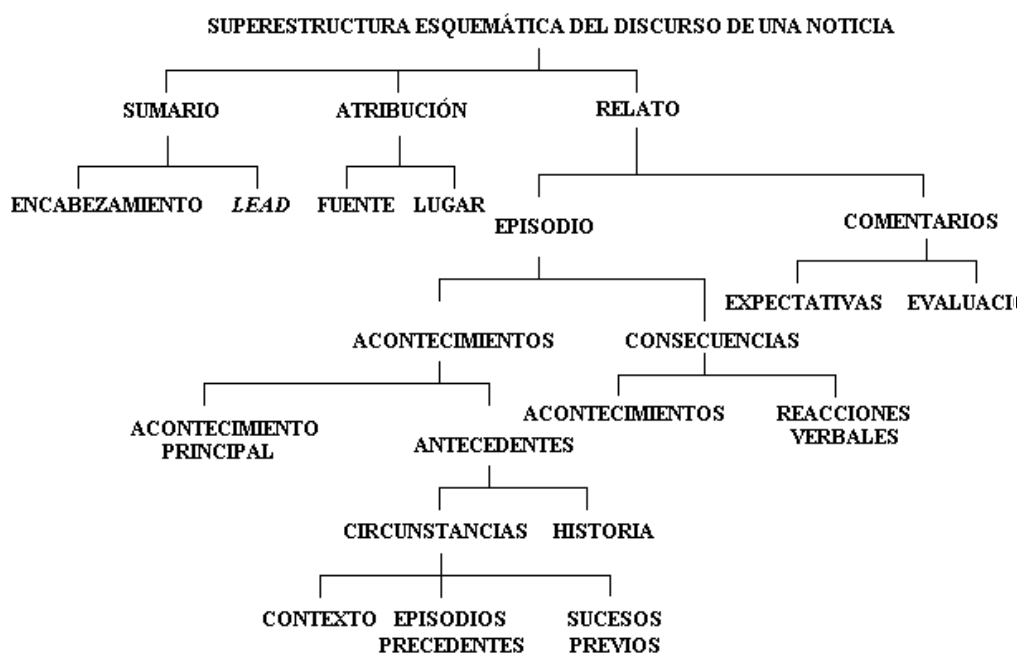 SUPERESTRUCTURA ESQUEMÁTICA DEL DISCURSO DE UNA NOTICIA
SUMARIO ATRIBUCIÓN RELATO
ENCABEZAMIENTO LEAD FUENTE LUGAR
EPISODIO COMENTARIOS
EXPECTATIVAS EVALUACI
ACONTECIMIENTOS CONSECUENCIAS
ACONTECIMIENTO
PRINCIPAL
ANTECEDENTES
ACONTECIMIENTOS REACCIONES
VERBALES
CIRCUNSTANCIAS HISTORIA
CONTEXTO EPISODIOS
PRECEDENTES
SUCESOS
PREVIOS